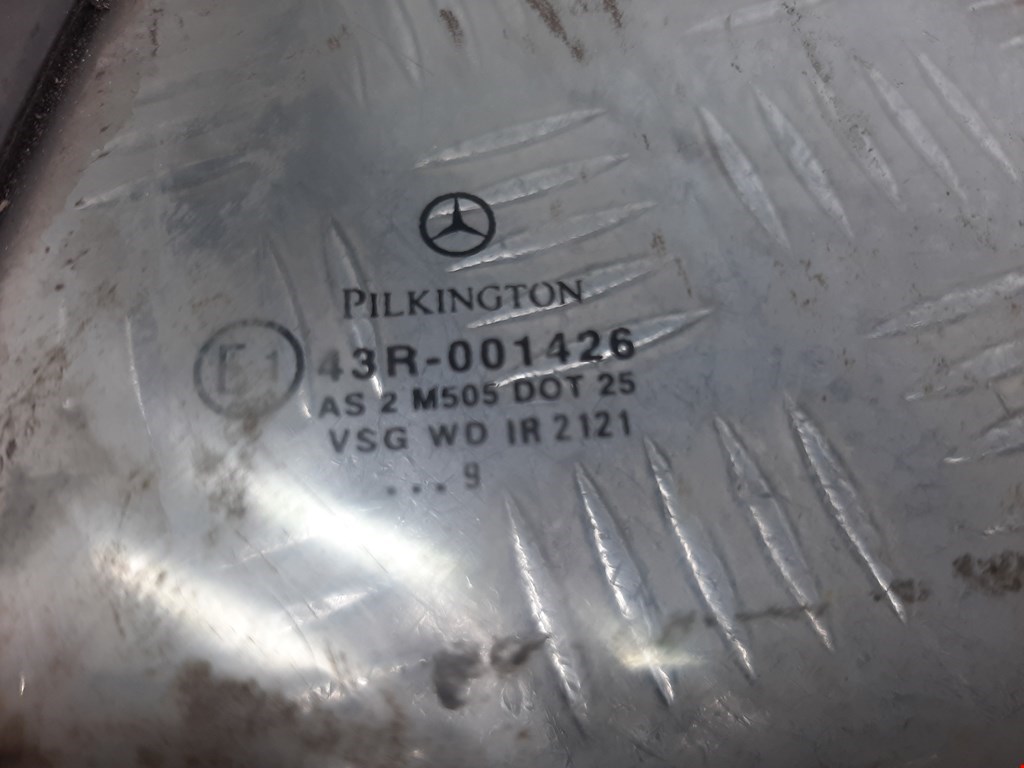 PILKINGTON
E1 43R-001426
AS 2 M505 DOT 25
VSG WD IR 2121
... 9